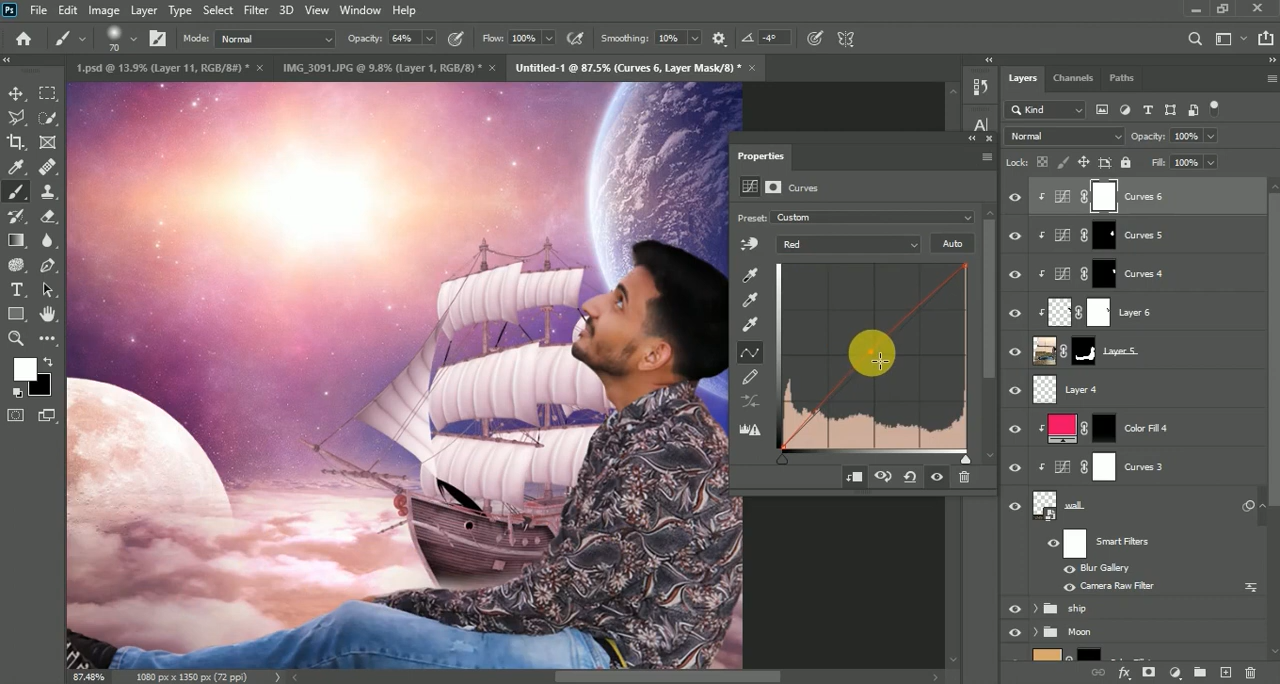 Ps File Edit Image Layer Type Select Filter 3D View Window Help
70 Mode: Normal Opacity: 64% Flow: 100% Smoothing: 10% -4°
1.psd @ 13.9% (Layer 11, RGB/8#) * × IMG_3091.JPG @ 9.8% (Layer 1, RGB/8) * × Untitled-1 @ 87.5% (Curves 6, Layer Mask/8) * ×
Layers Channels Paths
Kind
Normal Opacity: 100%
Lock: Fill: 100%
Properties
Curves
Preset: Custom
Red Auto
Curves 6
Curves 5
Curves 4
Layer 6
Layer 5
Layer 4
Color Fill 4
Curves 3
wall
Smart Filters
Blur Gallery
Camera Raw Filter
ship
Moon
87.48% 1080 px x 1350 px (72 ppi)